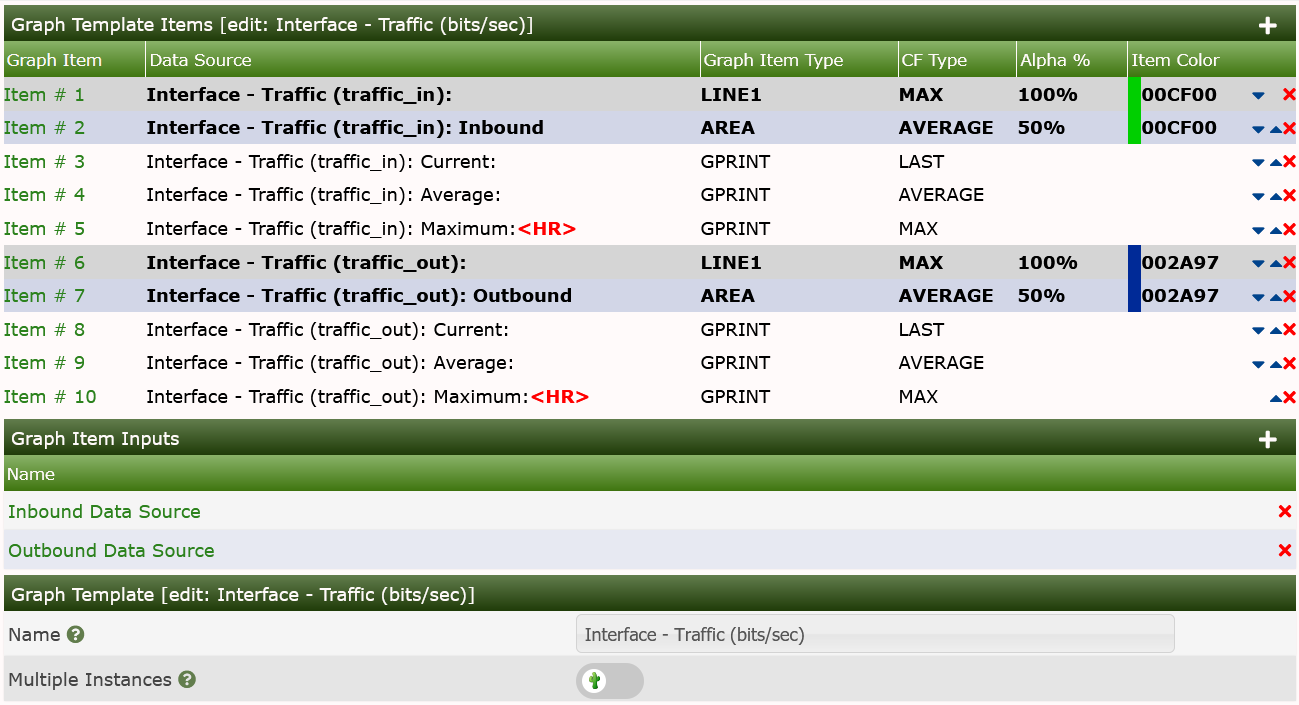 Graph Template Items [edit: Interface - Traffic (bits/sec)]
Graph Item Data Source Graph Item Type CF Type Alpha % Item Color
Item # 1 Interface - Traffic (traffic_in): LINE1 MAX 100% 00CF00
Item # 2 Interface - Traffic (traffic_in): Inbound AREA AVERAGE 50% 00CF00
Item # 3 Interface - Traffic (traffic_in): Current: GPRINT LAST
Item # 4 Interface - Traffic (traffic_in): Average: GPRINT AVERAGE
Item # 5 Interface - Traffic (traffic_in): Maximum:<HR> GPRINT MAX
Item # 6 Interface - Traffic (traffic_out): LINE1 MAX 100% 002A97
Item # 7 Interface - Traffic (traffic_out): Outbound AREA AVERAGE 50% 002A97
Item # 8 Interface - Traffic (traffic_out): Current: GPRINT LAST
Item # 9 Interface - Traffic (traffic_out): Average: GPRINT AVERAGE
Item # 10 Interface - Traffic (traffic_out): Maximum:<HR> GPRINT MAX
Graph Item Inputs
Name
Inbound Data Source
Outbound Data Source
Graph Template [edit: Interface - Traffic (bits/sec)]
Name Interface - Traffic (bits/sec)
Multiple Instances